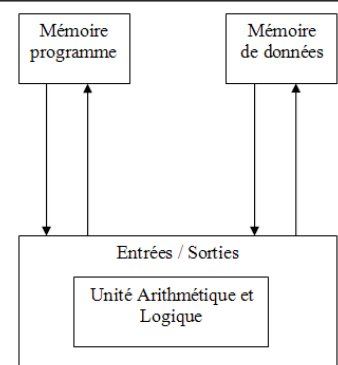 Mémoire
programme
Mémoire
de données
Entrées / Sorties
Unité Arithmétique et
Logique